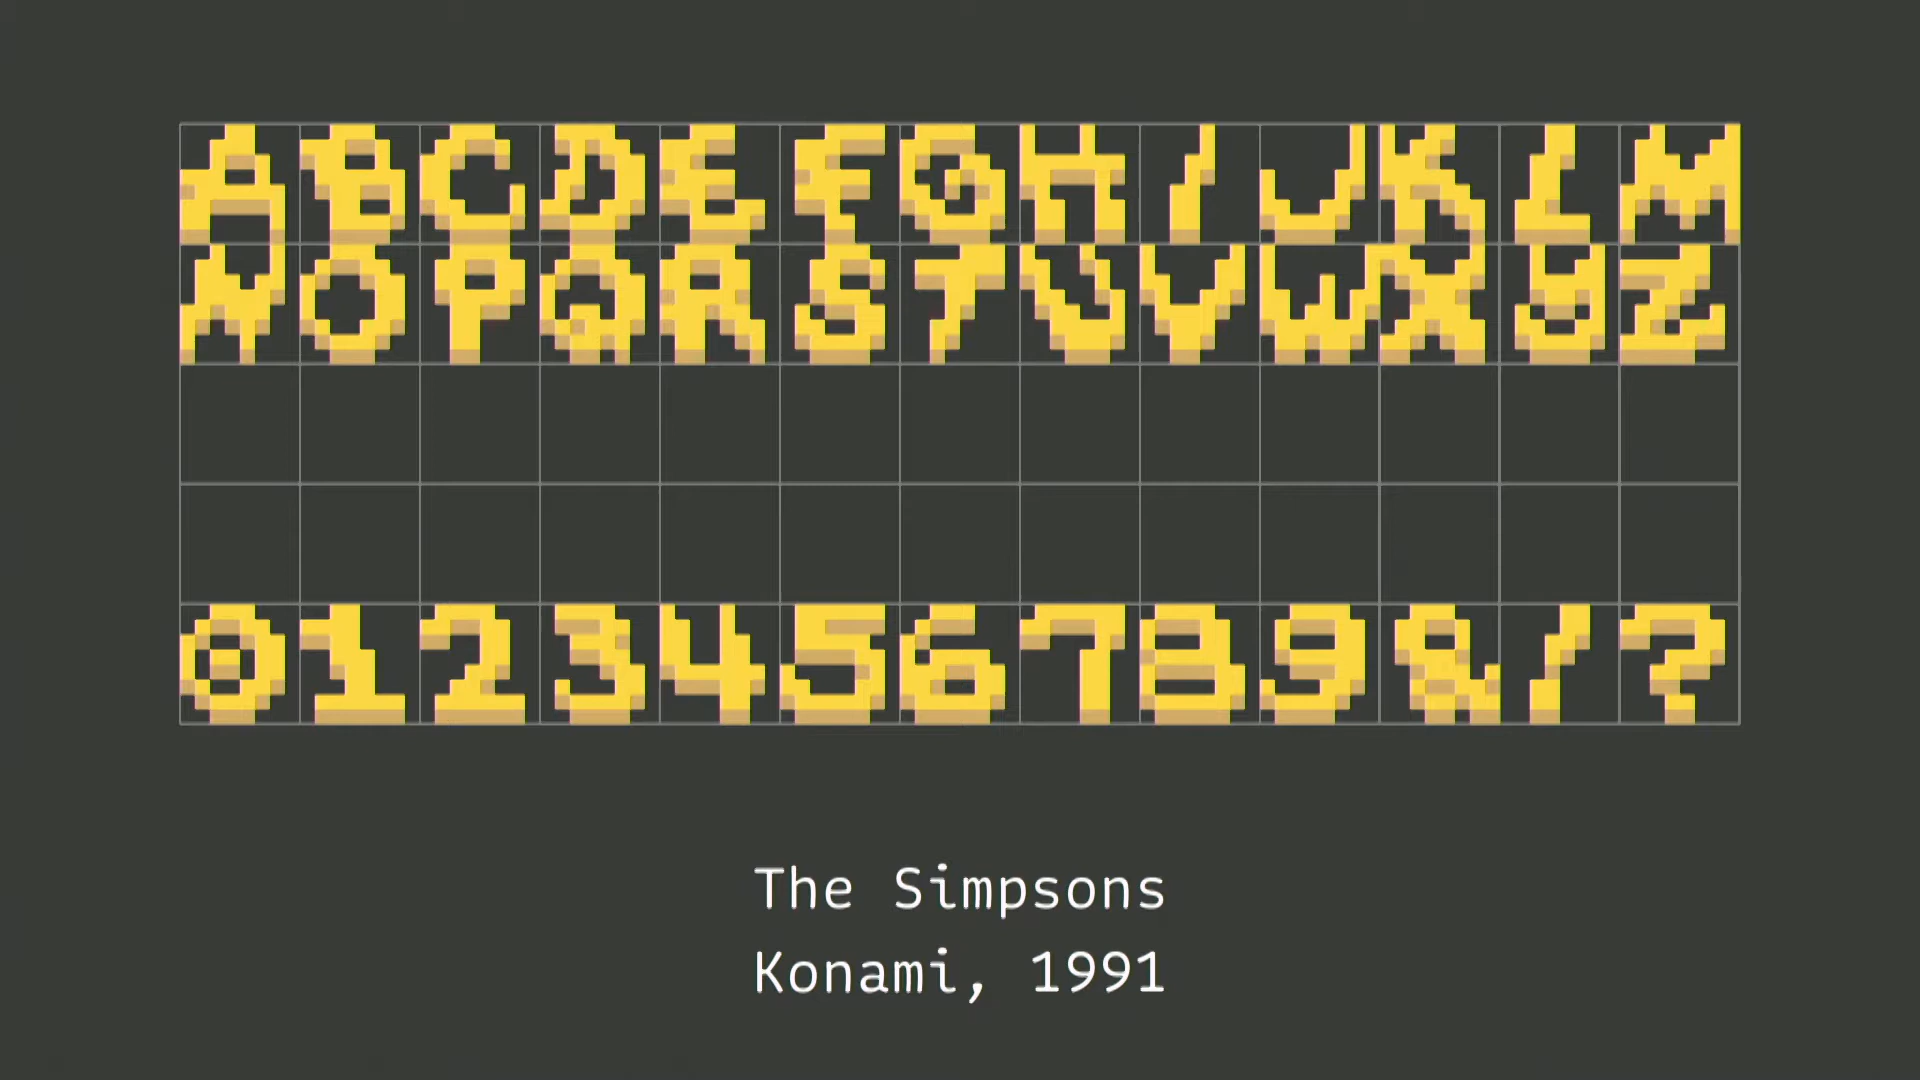 ABCDEFGHIJKLM
NOPQRSTUVWXYZ
0123456789&/?
The Simpsons
Konami, 1991